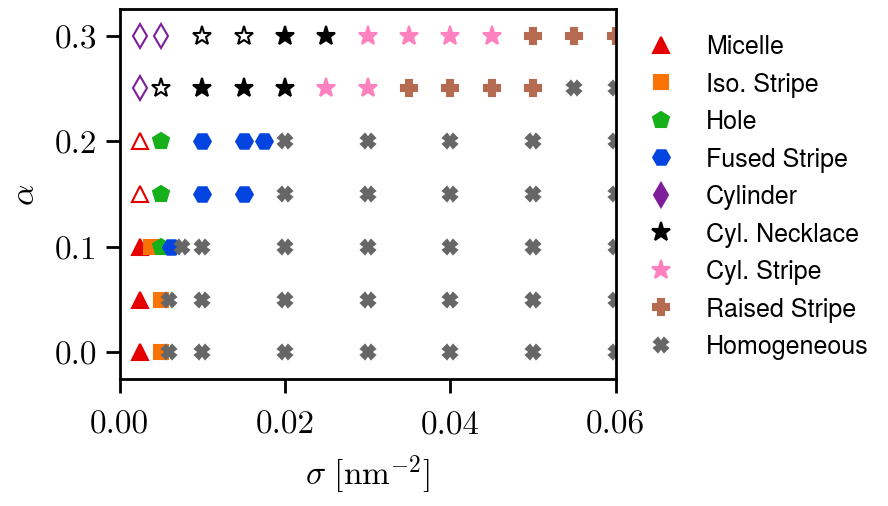 0.3
0.2
0.1
0.0
α
0.00
0.02
0.04
0.06
σ [nm⁻²]
Micelle
Iso. Stripe
Hole
Fused Stripe
Cylinder
Cyl. Necklace
Cyl. Stripe
Raised Stripe
Homogeneous